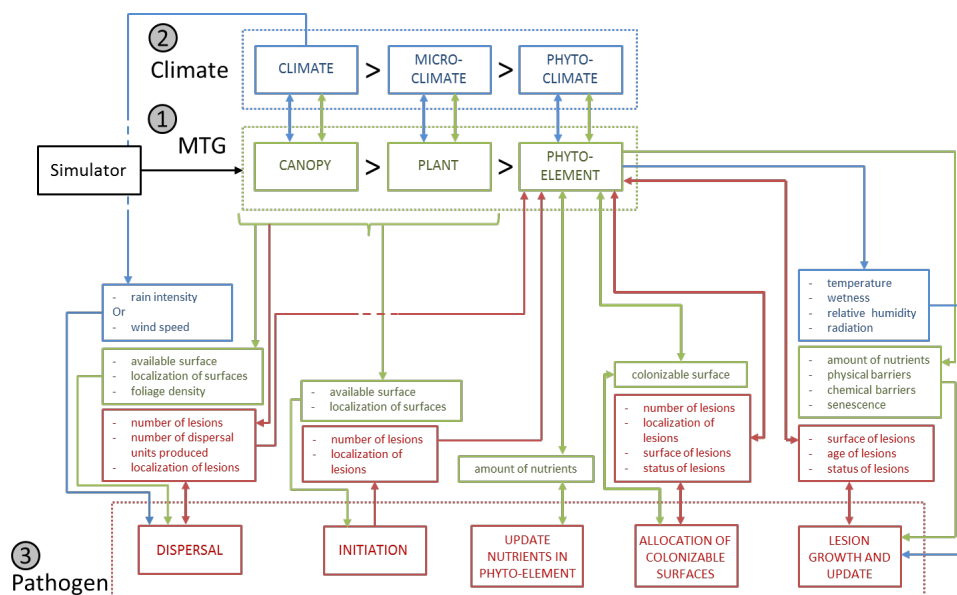 2
Climate
CLIMATE
>
MICRO-
CLIMATE
>
PHYTO-
CLIMATE
1
MTG
Simulator
CANOPY
>
PLANT
>
PHYTO-
ELEMENT
- rain intensity
Or
- wind speed
- available surface
- localization of surfaces
- foliage density
- number of lesions
- number of dispersal
units produced
- localization of lesions
- available surface
- localization of surfaces
- number of lesions
- localization of
lesions
amount of nutrients
colonizable surface
- number of lesions
- localization of
lesions
- surface of lesions
- status of lesions
- temperature
- wetness
- relative humidity
- radiation
- amount of nutrients
- physical barriers
- chemical barriers
- senescence
- surface of lesions
- age of lesions
- status of lesions
3
Pathogen
DISPERSAL
INITIATION
UPDATE
NUTRIENTS IN
PHYTO-ELEMENT
ALLOCATION OF
COLONIZABLE
SURFACES
LESION
GROWTH AND
UPDATE